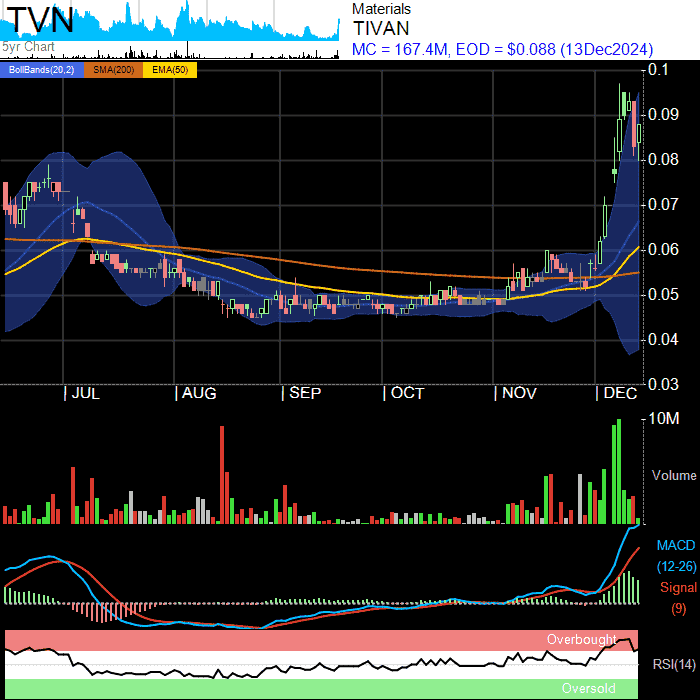 TVN
5yr Chart
Materials
TIVAN
MC = 167.4M, EOD = $0.088 (13Dec2024)
BollBands(20,2) SMA(200) EMA(50)
0.1
0.09
0.08
0.07
0.06
0.05
0.04
0.03
JUL AUG SEP OCT NOV DEC
10M
Volume
MACD
(12-26)
Signal
(9)
Overbought
RSI(14)
Oversold